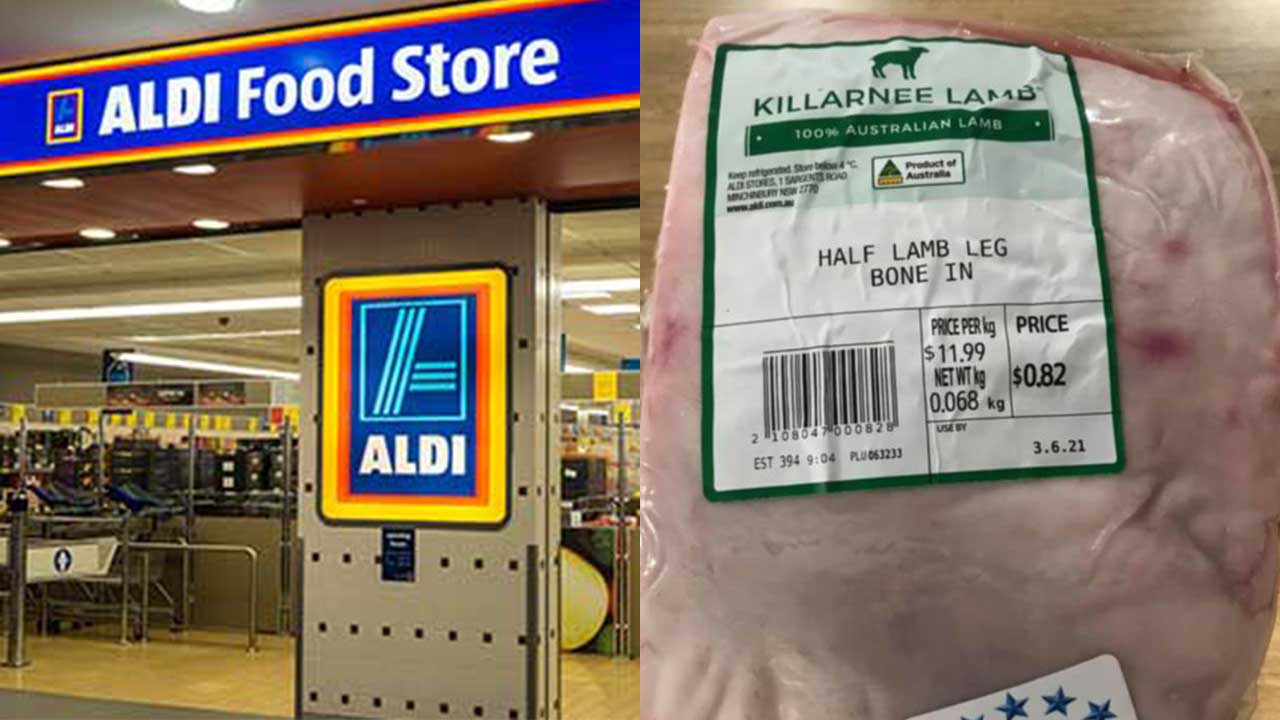 ALDI Food Store
ALDI
ALDI
KILLARNEE LAMB
100% AUSTRALIAN LAMB
Keep refrigerated. Store below 4 °C.
ALDI STORES, 1 SARGENTS ROAD
MINCHINBURY NSW 2770
www.aldi.com.au
Product of
Australia
HALF LAMB LEG
BONE IN
PRICE PER kg
$11.99
NET WT kg
0.068 kg
PRICE
$0.82
2 108047 000828
EST 394 9:04 PLU 063233
USE BY
3.6.21